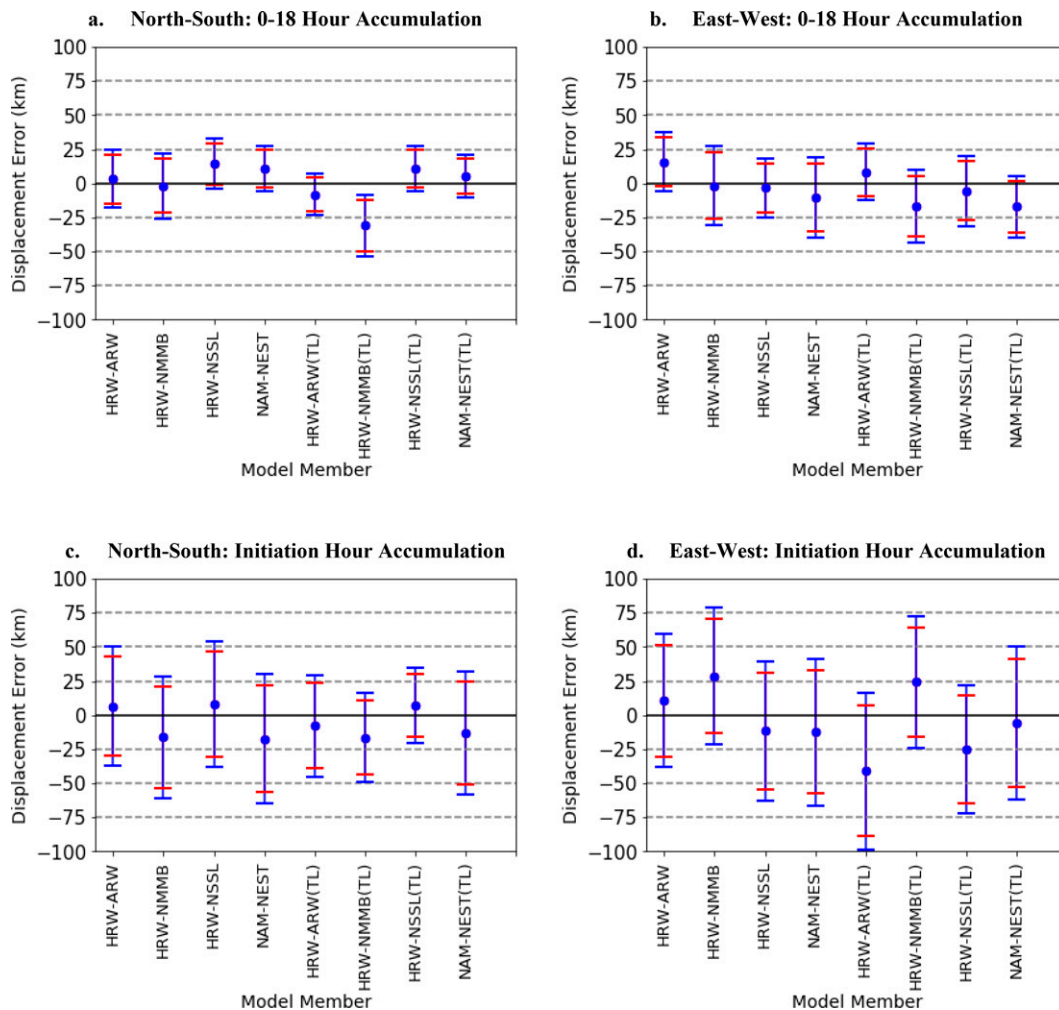 a. North-South: 0-18 Hour Accumulation
100
75
50
25
0
−25
−50
−75
−100
Displacement Error (km)
HRW-ARW
HRW-NMMB
HRW-NSSL
NAM-NEST
HRW-ARW(TL)
HRW-NMMB(TL)
HRW-NSSL(TL)
NAM-NEST(TL)
Model Member
b. East-West: 0-18 Hour Accumulation
100
75
50
25
0
−25
−50
−75
−100
Displacement Error (km)
HRW-ARW
HRW-NMMB
HRW-NSSL
NAM-NEST
HRW-ARW(TL)
HRW-NMMB(TL)
HRW-NSSL(TL)
NAM-NEST(TL)
Model Member
c. North-South: Initiation Hour Accumulation
100
75
50
25
0
−25
−50
−75
−100
Displacement Error (km)
HRW-ARW
HRW-NMMB
HRW-NSSL
NAM-NEST
HRW-ARW(TL)
HRW-NMMB(TL)
HRW-NSSL(TL)
NAM-NEST(TL)
Model Member
d. East-West: Initiation Hour Accumulation
100
75
50
25
0
−25
−50
−75
−100
Displacement Error (km)
HRW-ARW
HRW-NMMB
HRW-NSSL
NAM-NEST
HRW-ARW(TL)
HRW-NMMB(TL)
HRW-NSSL(TL)
NAM-NEST(TL)
Model Member